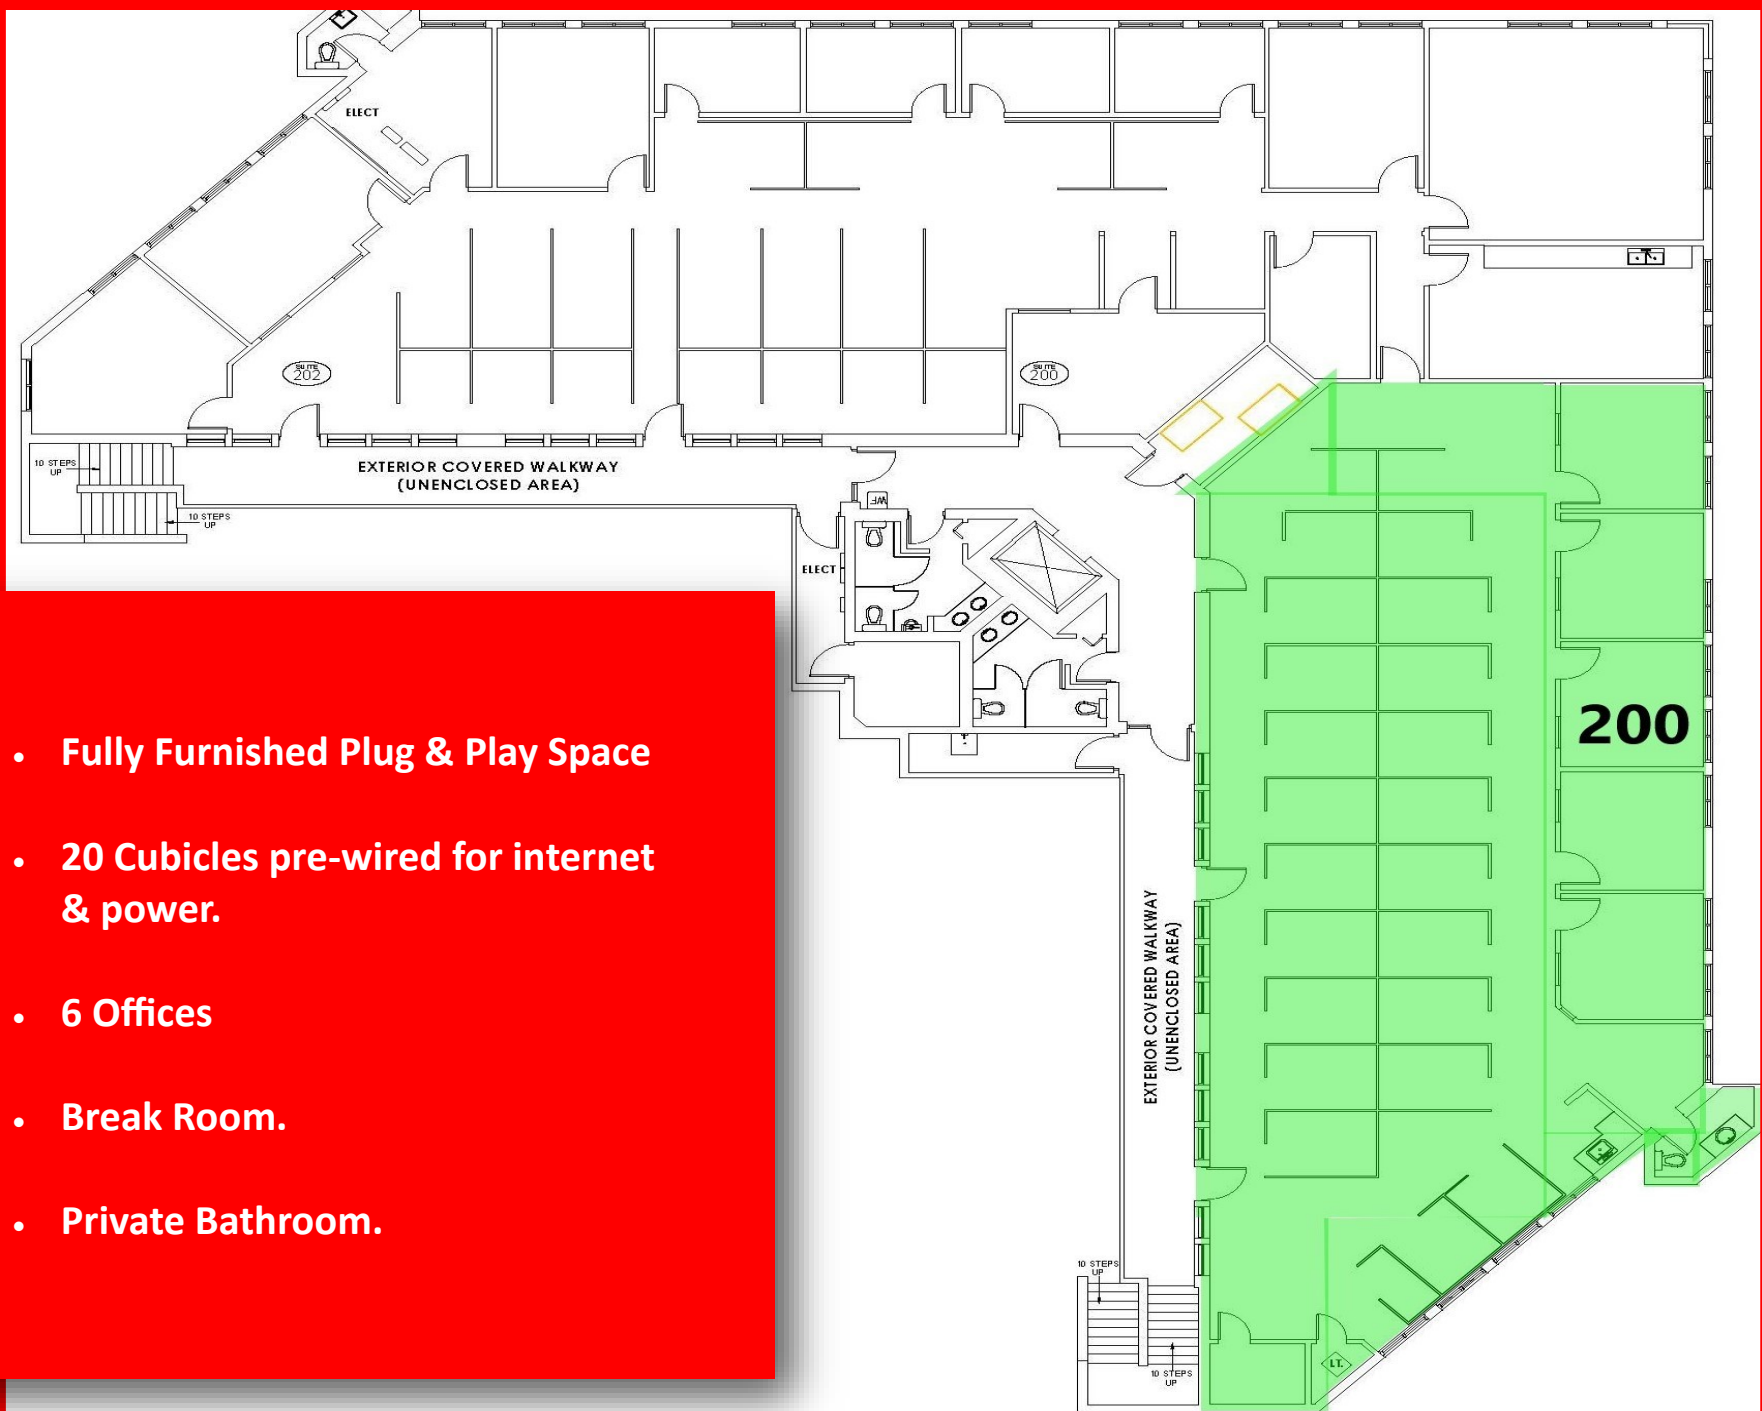 ELECT
SUITE
202
SUITE
200
10 STEPS
UP
EXTERIOR COVERED WALKWAY
(UNENCLOSED AREA)
10 STEPS
UP
WF
ELECT
200
• Fully Furnished Plug & Play Space
• 20 Cubicles pre-wired for internet
& power.
• 6 Offices
• Break Room.
• Private Bathroom.
EXTERIOR COVERED WALKWAY
(UNENCLOSED AREA)
10 STEPS
UP
10 STEPS
UP
LT.